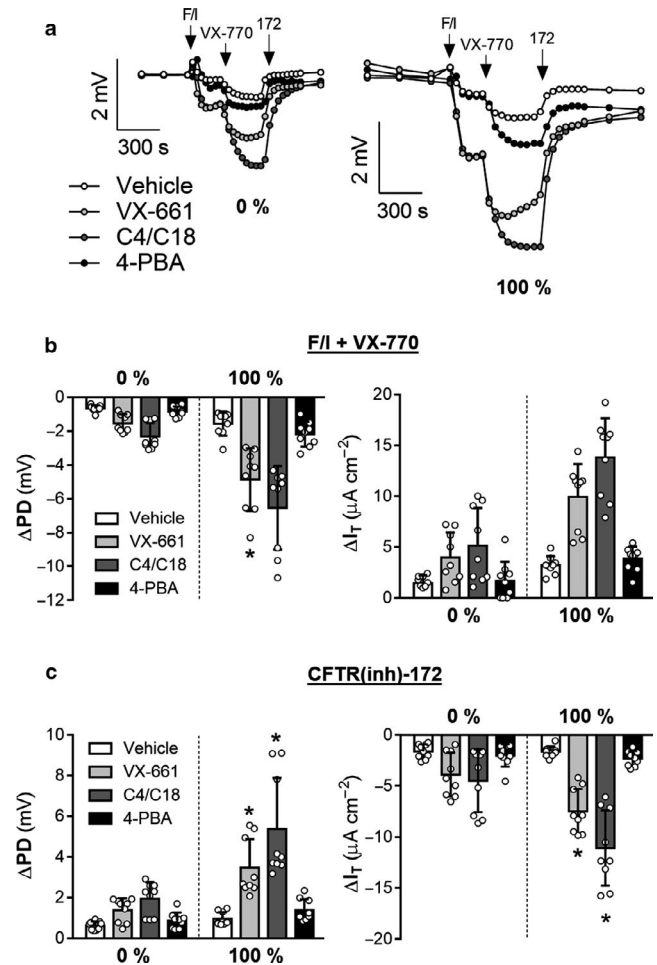 a
F/I
VX-770
172
2 mV
300 s
0 %
Vehicle
VX-661
C4/C18
4-PBA
F/I
VX-770
172
2 mV
300 s
100 %
b
F/I + VX-770
0 %
100 %
0
−2
−4
−6
−8
−10
−12
ΔPD (mV)
Vehicle
VX-661
C4/C18
4-PBA
*
20
15
10
5
0
ΔI_T (μA cm⁻²)
0 %
100 %
c
CFTR(inh)-172
10
8
6
4
2
0
ΔPD (mV)
Vehicle
VX-661
C4/C18
4-PBA
*
*
0 %
100 %
0 %
100 %
0
−5
−10
−15
−20
ΔI_T (μA cm⁻²)
*
*